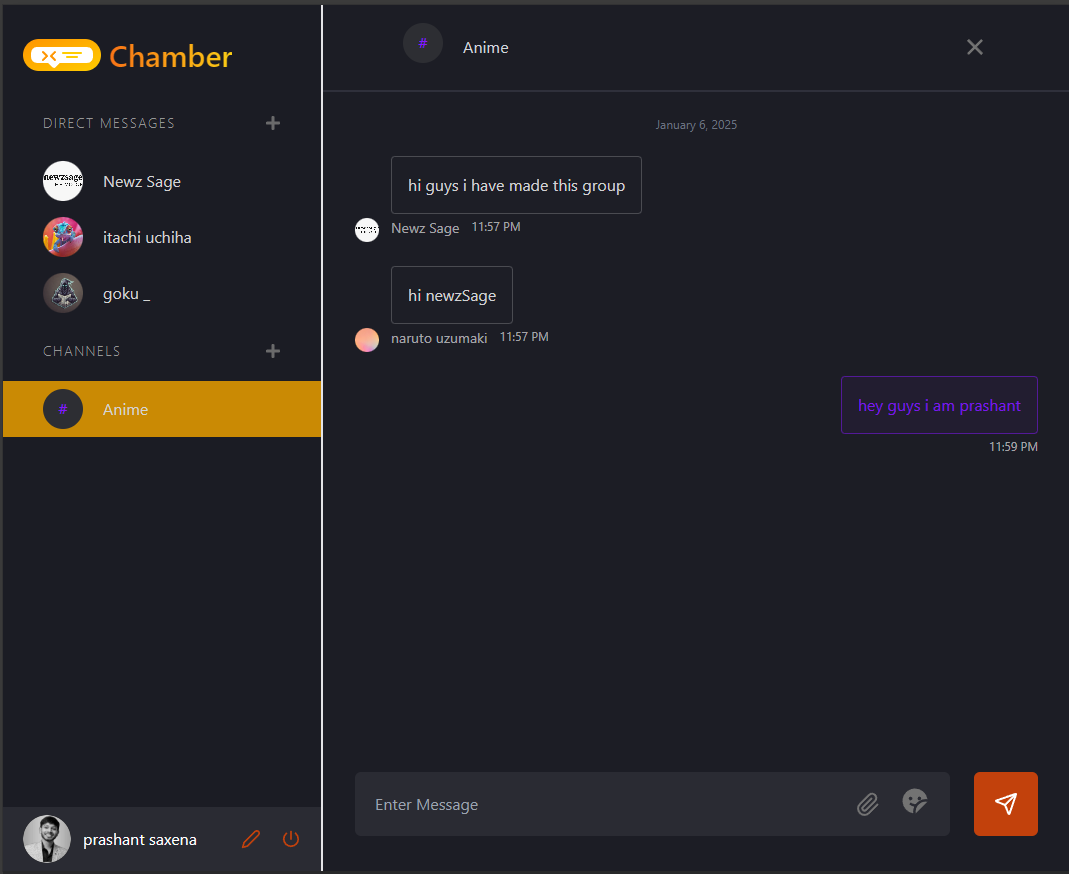 Chamber
DIRECT MESSAGES
newzsage
Newz Sage
itachi uchiha
goku _
CHANNELS
# Anime
prashant saxena
# Anime
January 6, 2025
hi guys i have made this group
Newz Sage 11:57 PM
hi newzSage
naruto uzumaki 11:57 PM
hey guys i am prashant
11:59 PM
Enter Message